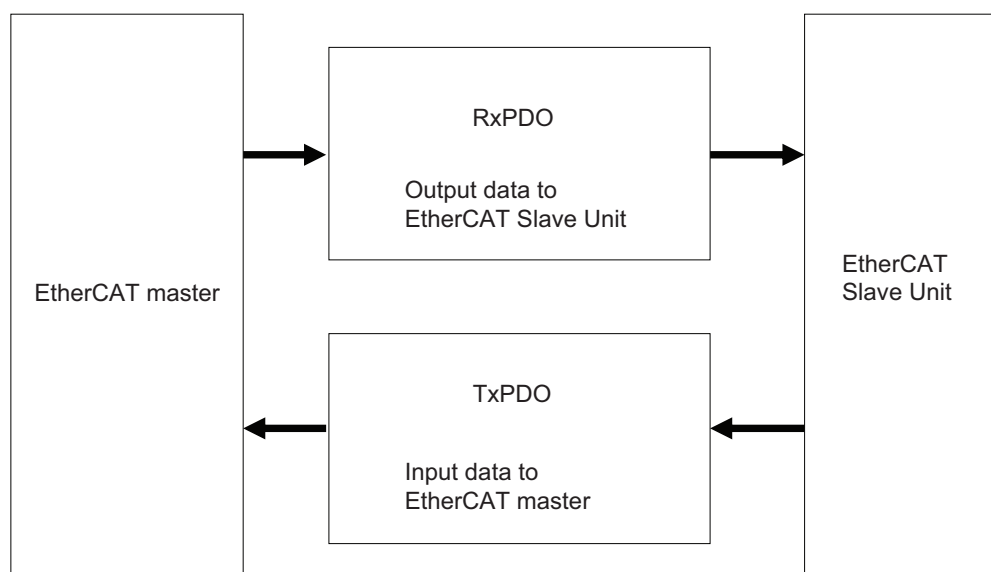 RxPDO
Output data to
EtherCAT Slave Unit
EtherCAT master
EtherCAT
Slave Unit
TxPDO
Input data to
EtherCAT master